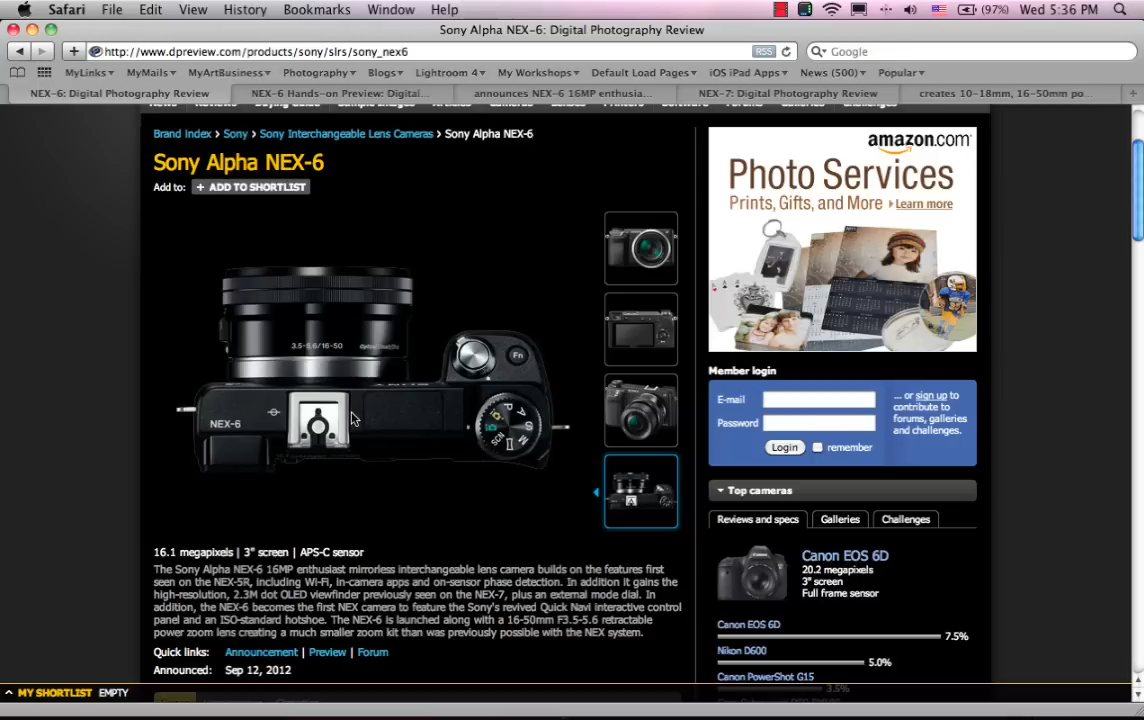 Safari File Edit View History Bookmarks Window Help (97%) Wed 5:36 PM
Sony Alpha NEX-6: Digital Photography Review
http://www.dpreview.com/products/sony/slrs/sony_nex6 RSS Google
MyLinks MyMails MyArtBusiness Photography Blogs Lightroom 4 My Workshops Default Load Pages iOS iPad Apps News (500) Popular
NEX-6: Digital Photography Review NEX-6 Hands-on Preview: Digital... announces NEX-6 16MP enthusia... NEX-7: Digital Photography Review creates 10-18mm, 16-50mm po...
Brand Index › Sony › Sony Interchangeable Lens Cameras › Sony Alpha NEX-6
Sony Alpha NEX-6
Add to: + ADD TO SHORTLIST
3.5-5.6/16-50
Fn
NEX-6
P A S M SCN
16.1 megapixels | 3" screen | APS-C sensor
The Sony Alpha NEX-6 16MP enthusiast mirrorless interchangeable lens camera builds on the features first
seen on the NEX-5R, including Wi-Fi, in-camera apps and on-sensor phase detection. In addition it gains the
high-resolution, 2.3M dot OLED viewfinder previously seen on the NEX-7, plus an external mode dial. In
addition, the NEX-6 becomes the first NEX camera to feature the Sony's revived Quick Navi interactive control
panel and an ISO-standard hotshoe. The NEX-6 is launched along with a 16-50mm F3.5-5.6 retractable
power zoom lens creating a much smaller zoom kit than was previously possible with the NEX system.
Quick links: Announcement | Preview | Forum
Announced: Sep 12, 2012
amazon.com
Photo Services
Prints, Gifts, and More Learn more
Member login
E-mail
Password
Login remember
... or sign up to
contribute to
forums, galleries
and challenges.
Top cameras
Reviews and specs Galleries Challenges
Canon EOS 6D
20.2 megapixels
3" screen
Full frame sensor
Canon EOS 6D
7.5%
Nikon D600
5.0%
Canon PowerShot G15
3.5%
MY SHORTLIST EMPTY